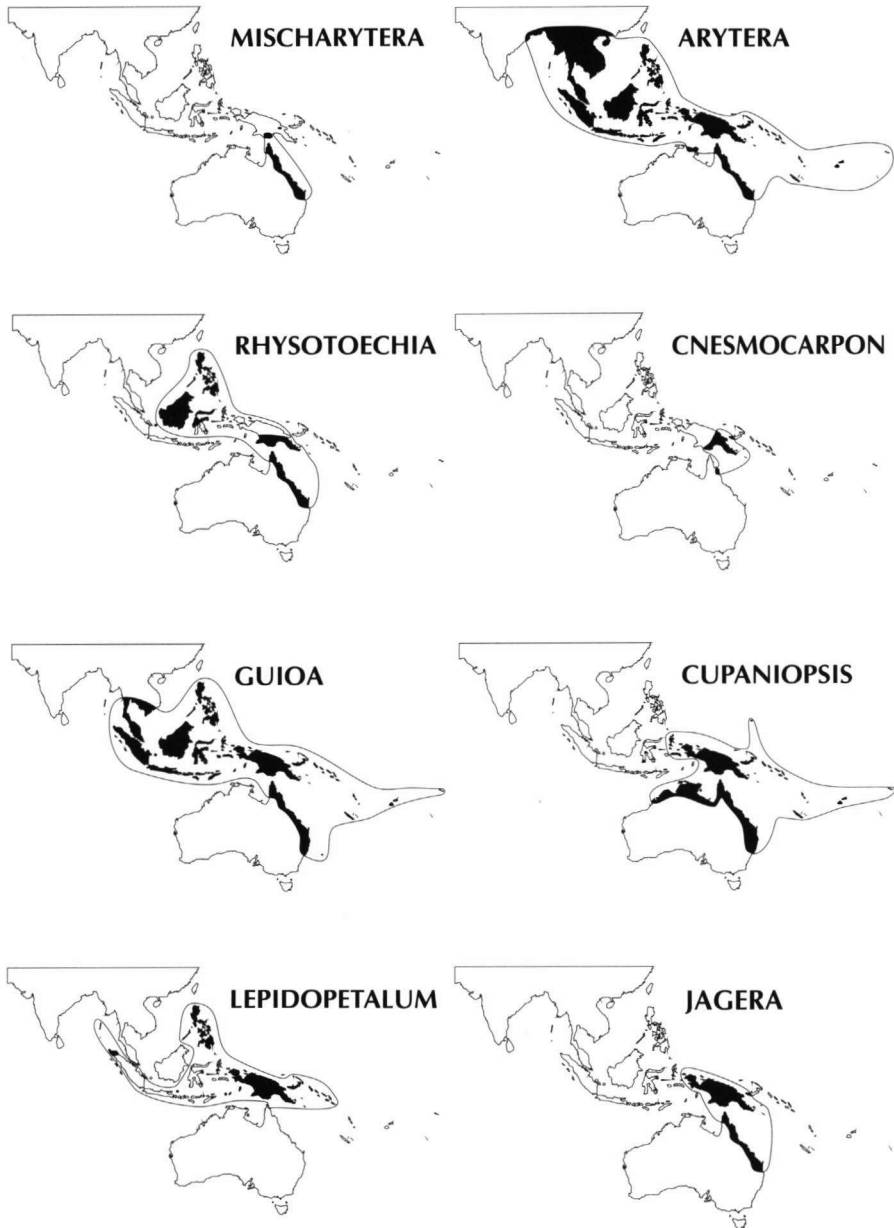 MISCHARYTERA
ARYTERA
RHYSOTOECHIA
CNESMOCARPON
GUIOA
CUPANIOPSIS
LEPIDOPETALUM
JAGERA